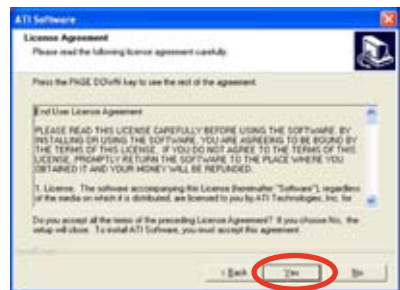 ATI Software
License Agreement
Please read the following license agreement carefully.
Press the PAGE DOWN key to see the rest of the agreement.
End User License Agreement
PLEASE READ THIS LICENSE CAREFULLY BEFORE USING THE SOFTWARE. BY
INSTALLING OR USING THE SOFTWARE, YOU ARE AGREEING TO BE BOUND BY
THE TERMS OF THIS LICENSE. IF YOU DO NOT AGREE TO THE TERMS OF THIS
LICENSE, PROMPTLY RETURN THE SOFTWARE TO THE PLACE WHERE YOU
OBTAINED IT AND YOUR MONEY WILL BE REFUNDED.
1. License. The software accompanying this License (hereinafter "Software"), regardless
of the media on which it is distributed, are licensed to you by ATI Technologies, Inc. for
Do you accept all the terms of the preceding License Agreement? If you choose No, the
setup will close. To install ATI Software, you must accept this agreement.
< Back Yes No